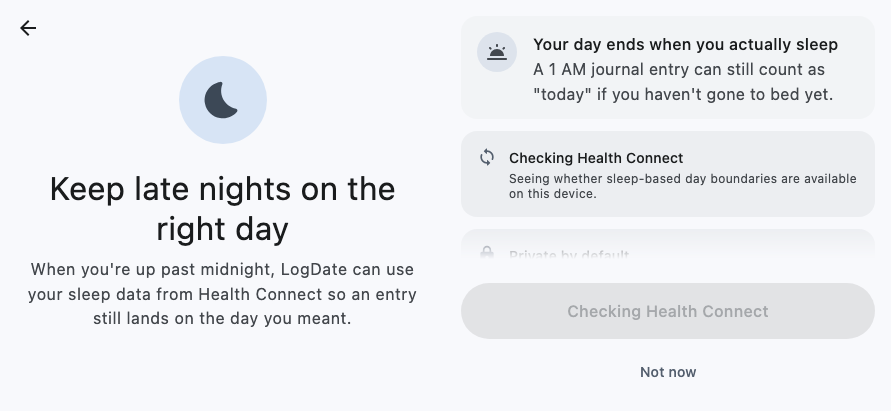 Keep late nights on the
right day
When you're up past midnight, LogDate can use
your sleep data from Health Connect so an entry
still lands on the day you meant.
Your day ends when you actually sleep
A 1 AM journal entry can still count as
"today" if you haven't gone to bed yet.
Checking Health Connect
Seeing whether sleep-based day boundaries are available
on this device.
Private by default
Checking Health Connect
Not now